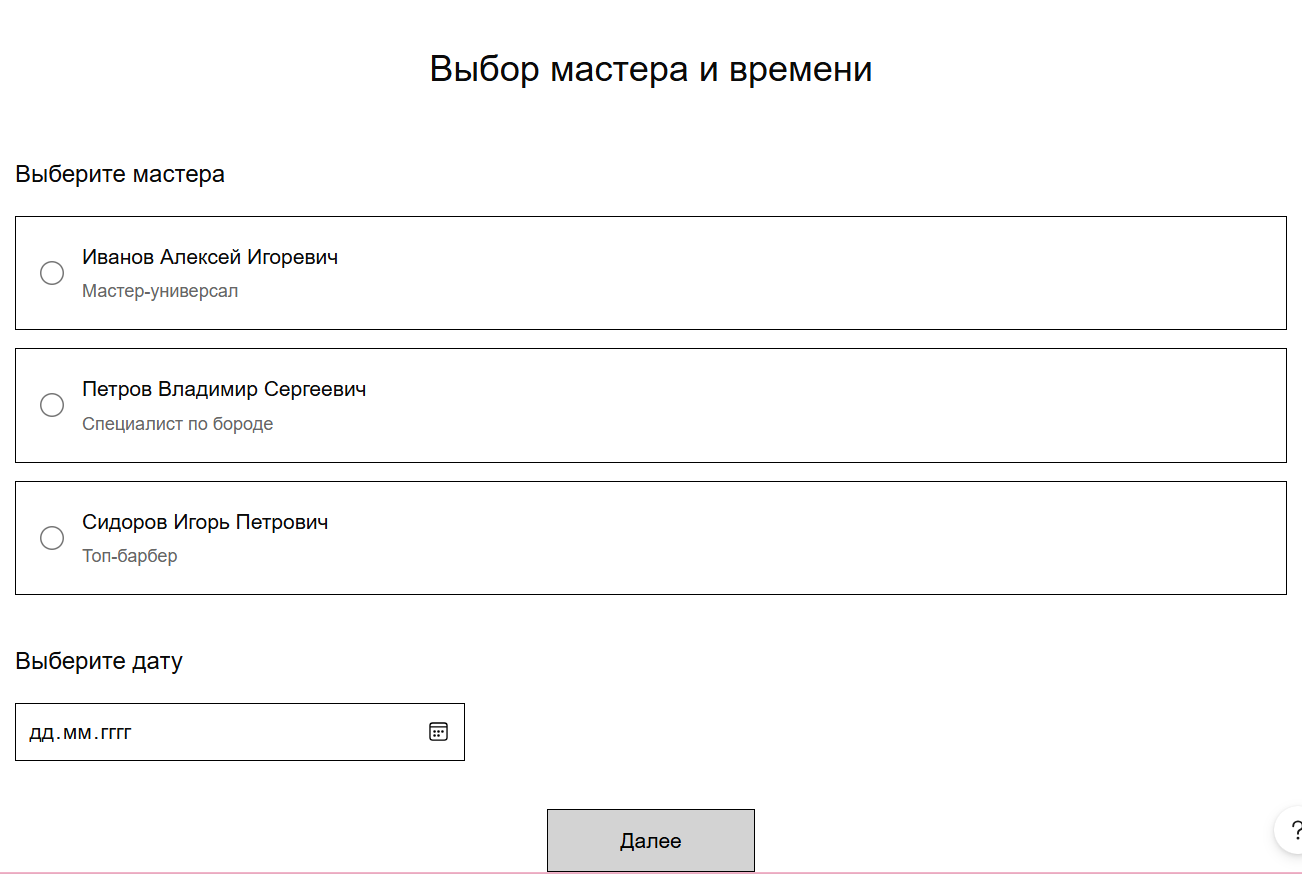 Выбор мастера и времени
Выберите мастера
Иванов Алексей Игоревич
Мастер-универсал
Петров Владимир Сергеевич
Специалист по бороде
Сидоров Игорь Петрович
Топ-барбер
Выберите дату
дд.мм.гггг
Далее
?